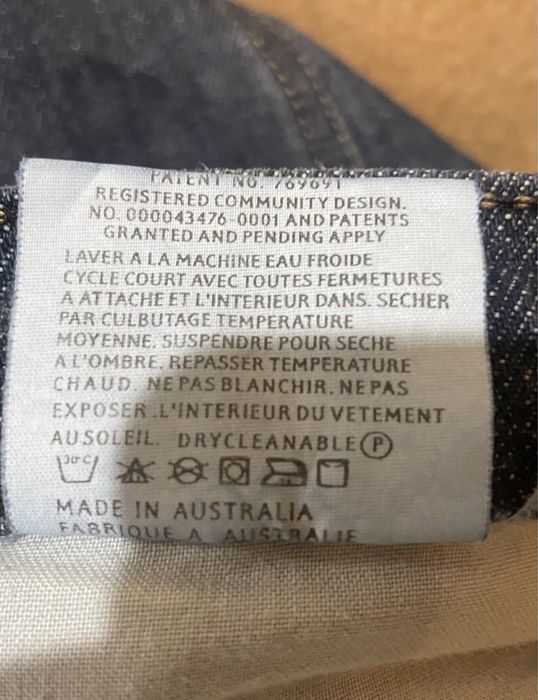 PATENT NO. 769691
REGISTERED COMMUNITY DESIGN.
NO. 000043476-0001 AND PATENTS
GRANTED AND PENDING APPLY
LAVER A LA MACHINE EAU FROIDE
CYCLE COURT AVEC TOUTES FERMETURES
A ATTACHE ET L'INTERIEUR DANS. SECHER
PAR CULBUTAGE TEMPERATURE
MOYENNE. SUSPENDRE POUR SECHE
A L'OMBRE. REPASSER TEMPERATURE
CHAUD. NE PAS BLANCHIR. NE PAS
EXPOSER .L'INTERIEUR DU VETEMENT
AU SOLEIL. DRYCLEANABLE P
30°C
MADE IN AUSTRALIA
FABRIQUE A AUSTRALIE